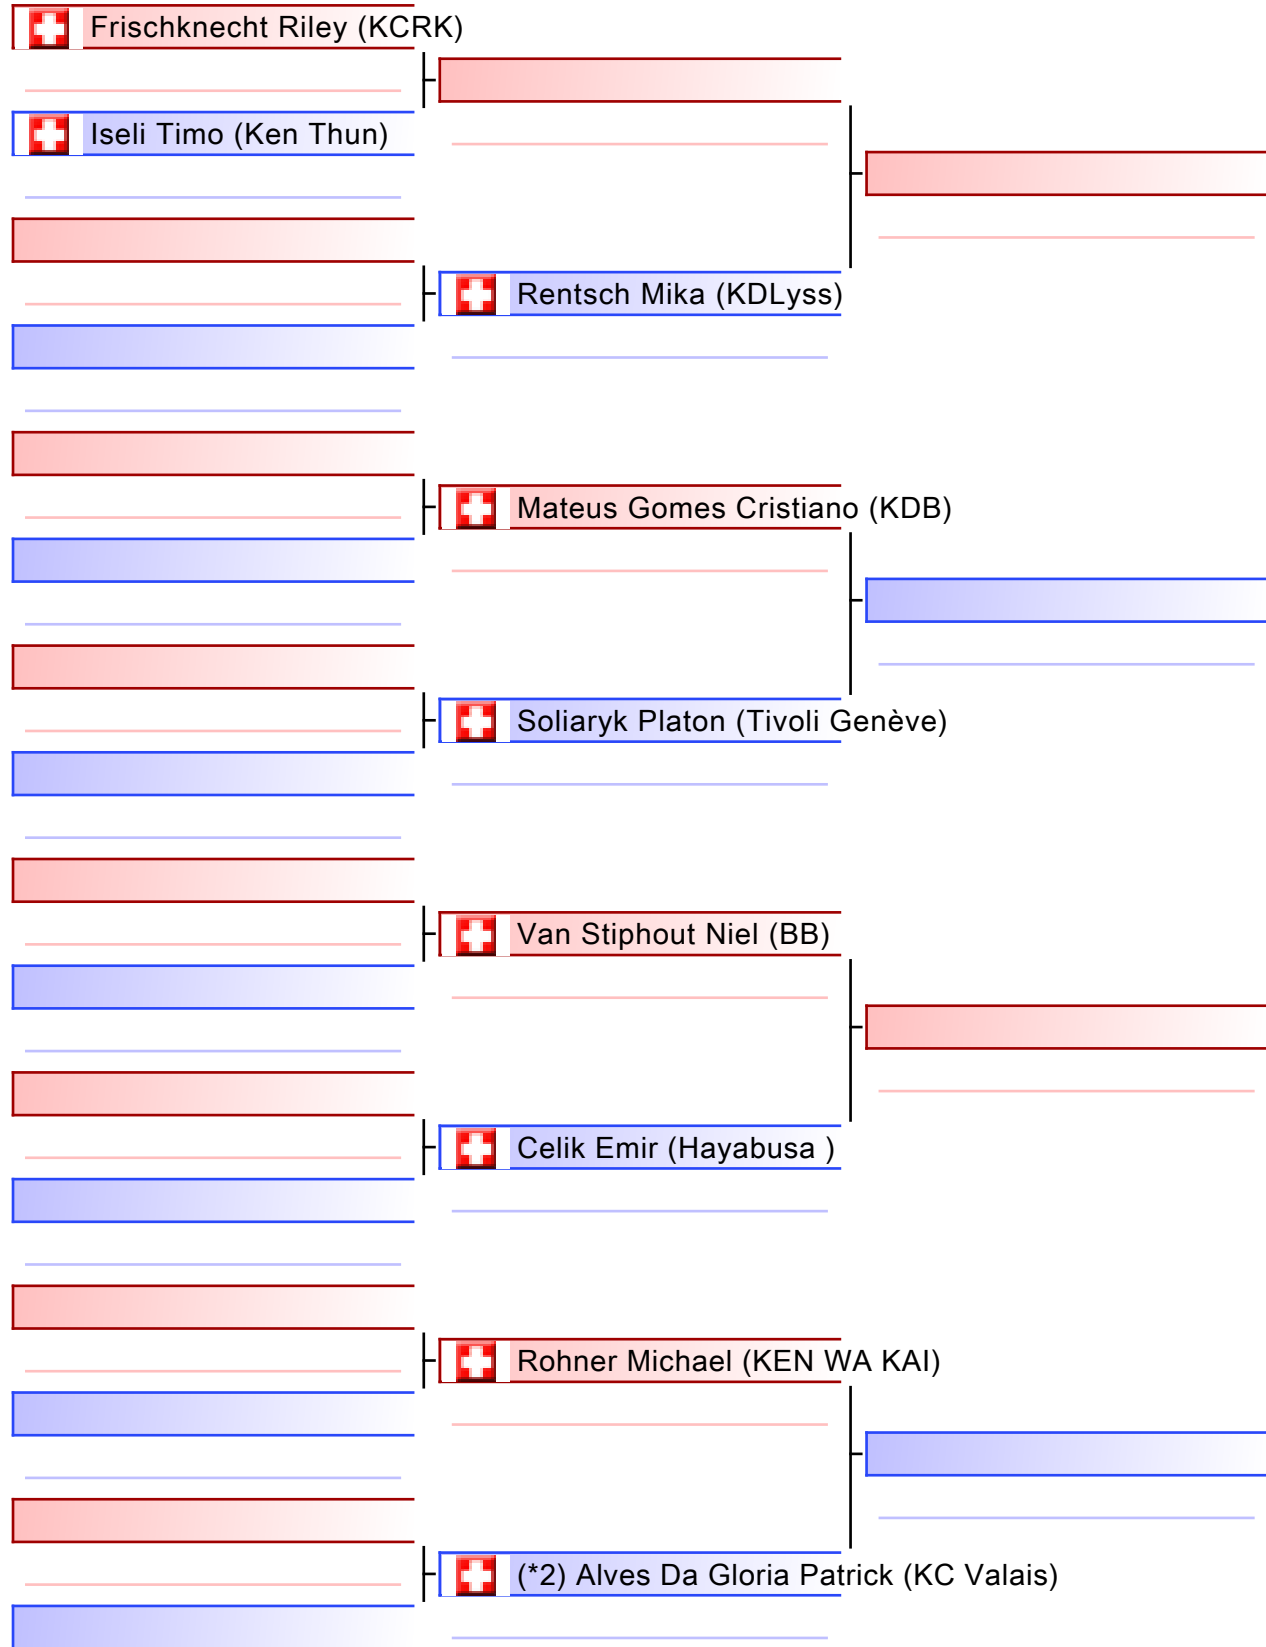 Frischknecht Riley (KCRK)
Iseli Timo (Ken Thun)
Rentsch Mika (KDLyss)
Mateus Gomes Cristiano (KDB)
Soliaryk Platon (Tivoli Genève)
Van Stiphout Niel (BB)
Celik Emir (Hayabusa )
Rohner Michael (KEN WA KAI)
(*2) Alves Da Gloria Patrick (KC Valais)